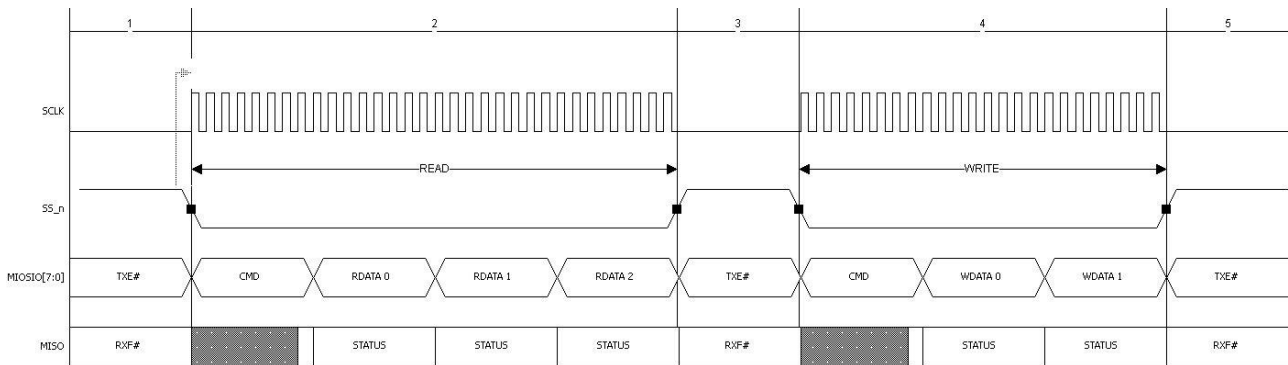 1 2 3 4 5
SCLK
READ WRITE
SS_n
MIOSIO[7:0] TXE# CMD RDATA 0 RDATA 1 RDATA 2 TXE# CMD WDATA 0 WDATA 1 TXE#
MISO RXF# STATUS STATUS STATUS RXF# STATUS STATUS RXF#